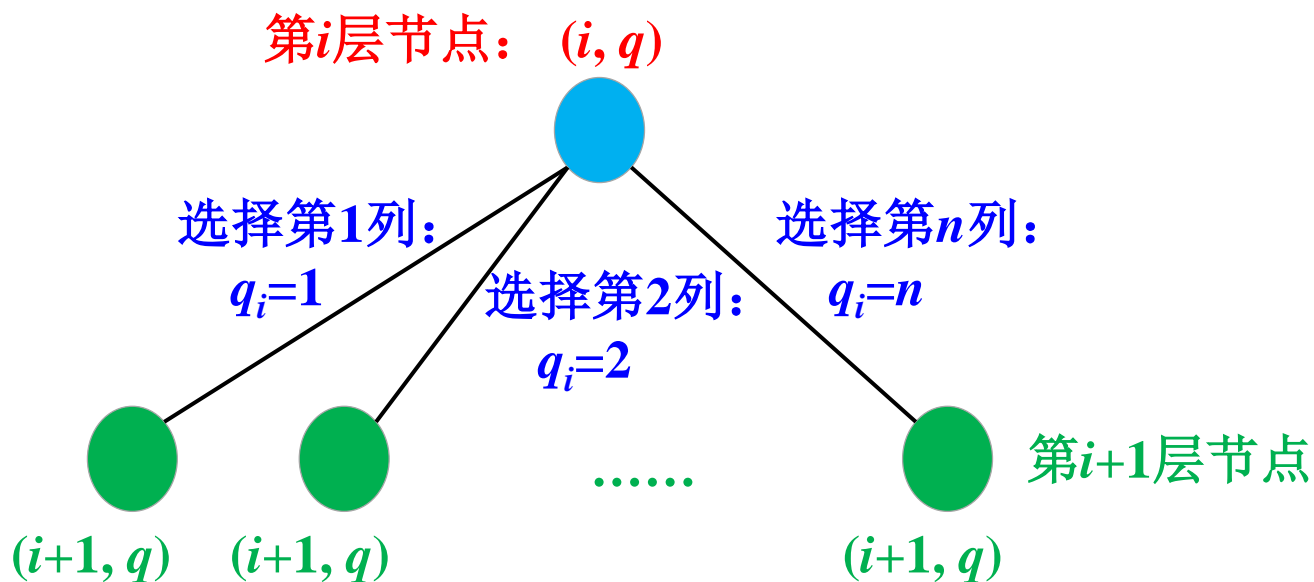 第i层节点： (i, q)
选择第1列：
qᵢ=1
选择第2列：
qᵢ=2
选择第n列：
qᵢ=n
......
第i+1层节点
(i+1, q)
(i+1, q)
(i+1, q)